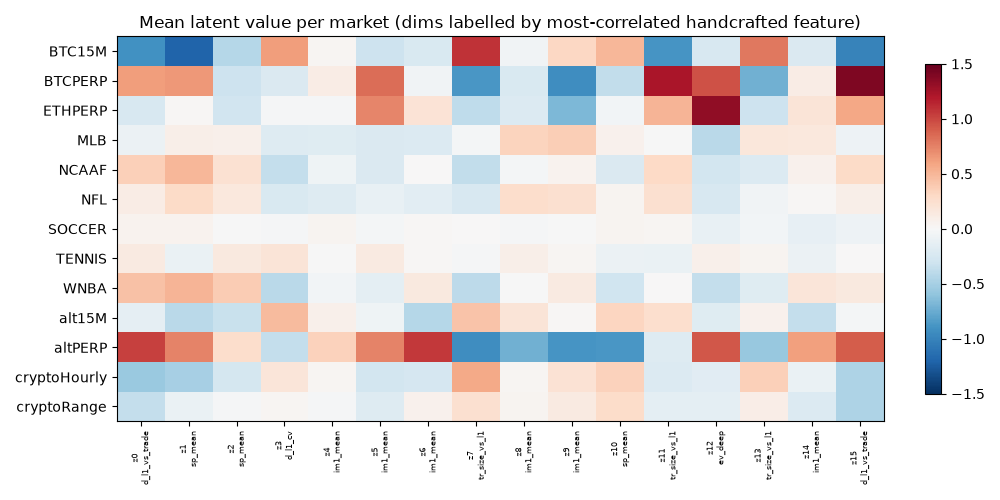 Mean latent value per market (dims labelled by most-correlated handcrafted feature)
BTC15M
BTCPERP
ETHPERP
MLB
NCAAF
NFL
SOCCER
TENNIS
WNBA
alt15M
altPERP
cryptoHourly
cryptoRange
z0
d_l1_vs_trade
z1
sp_mean
z2
sp_mean
z3
d_l1_cv
z4
im1_mean
z5
im1_mean
z6
im1_mean
z7
tr_size_vs_l1
z8
im1_mean
z9
im1_mean
z10
sp_mean
z11
tr_size_vs_l1
z12
ev_deep
z13
tr_size_vs_l1
z14
im1_mean
z15
d_l1_vs_trade
1.5
1.0
0.5
0.0
−0.5
−1.0
−1.5